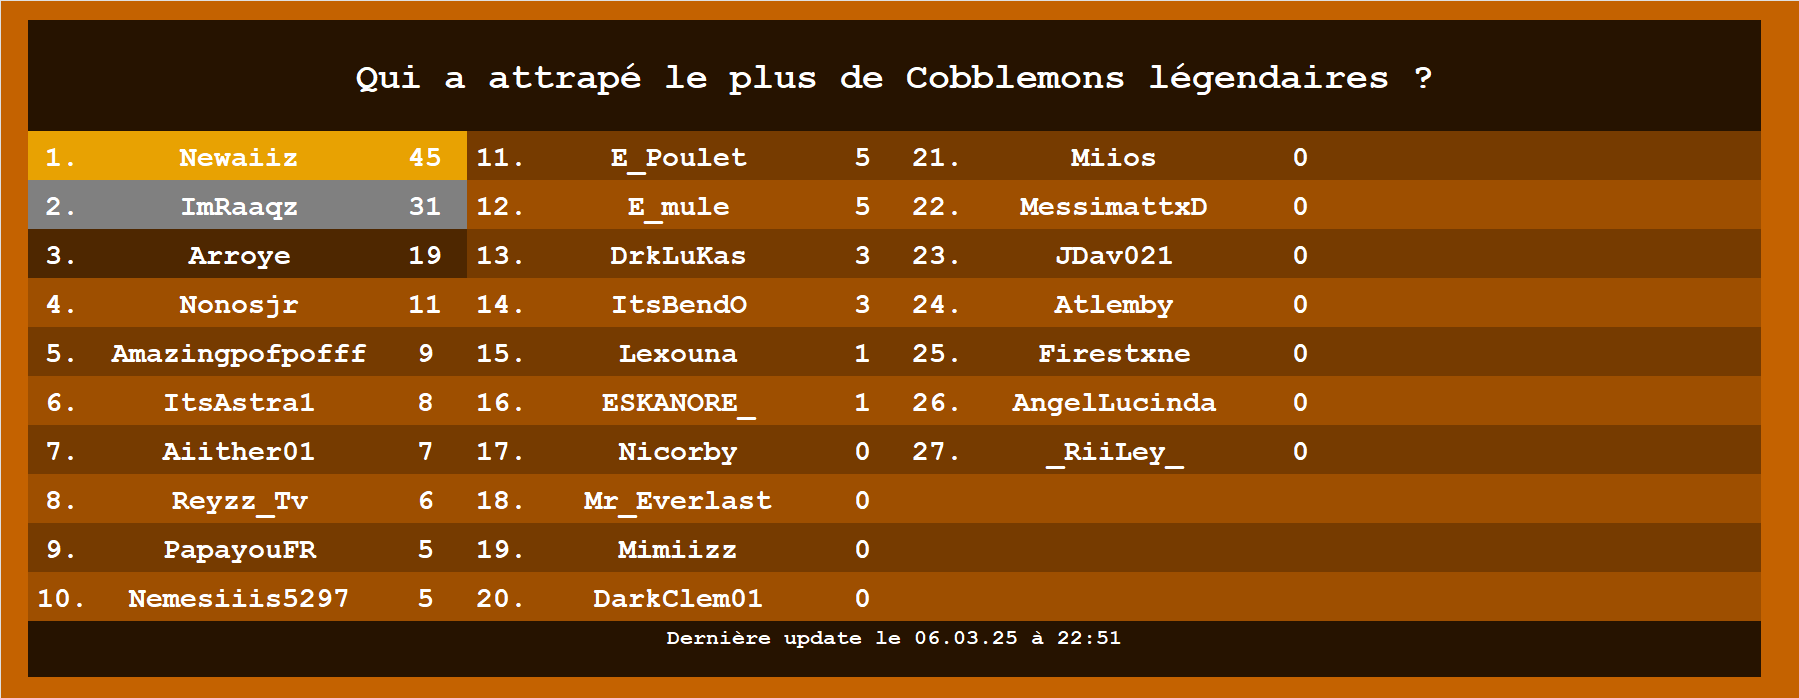 Qui a attrapé le plus de Cobblemons légendaires ?
1. Newaiiz 45 11. E_Poulet 5 21. Miios 0
2. ImRaaqz 31 12. E_mule 5 22. MessimattxD 0
3. Arroye 19 13. DrkLuKas 3 23. JDav021 0
4. Nonosjr 11 14. ItsBendO 3 24. Atlemby 0
5. Amazingpofpofff 9 15. Lexouna 1 25. Firestxne 0
6. ItsAstra1 8 16. ESKANORE_ 1 26. AngelLucinda 0
7. Aiither01 7 17. Nicorby 0 27. _RiiLey_ 0
8. Reyzz_Tv 6 18. Mr_Everlast 0
9. PapayouFR 5 19. Mimiizz 0
10. Nemesiiis5297 5 20. DarkClem01 0
Dernière update le 06.03.25 à 22:51